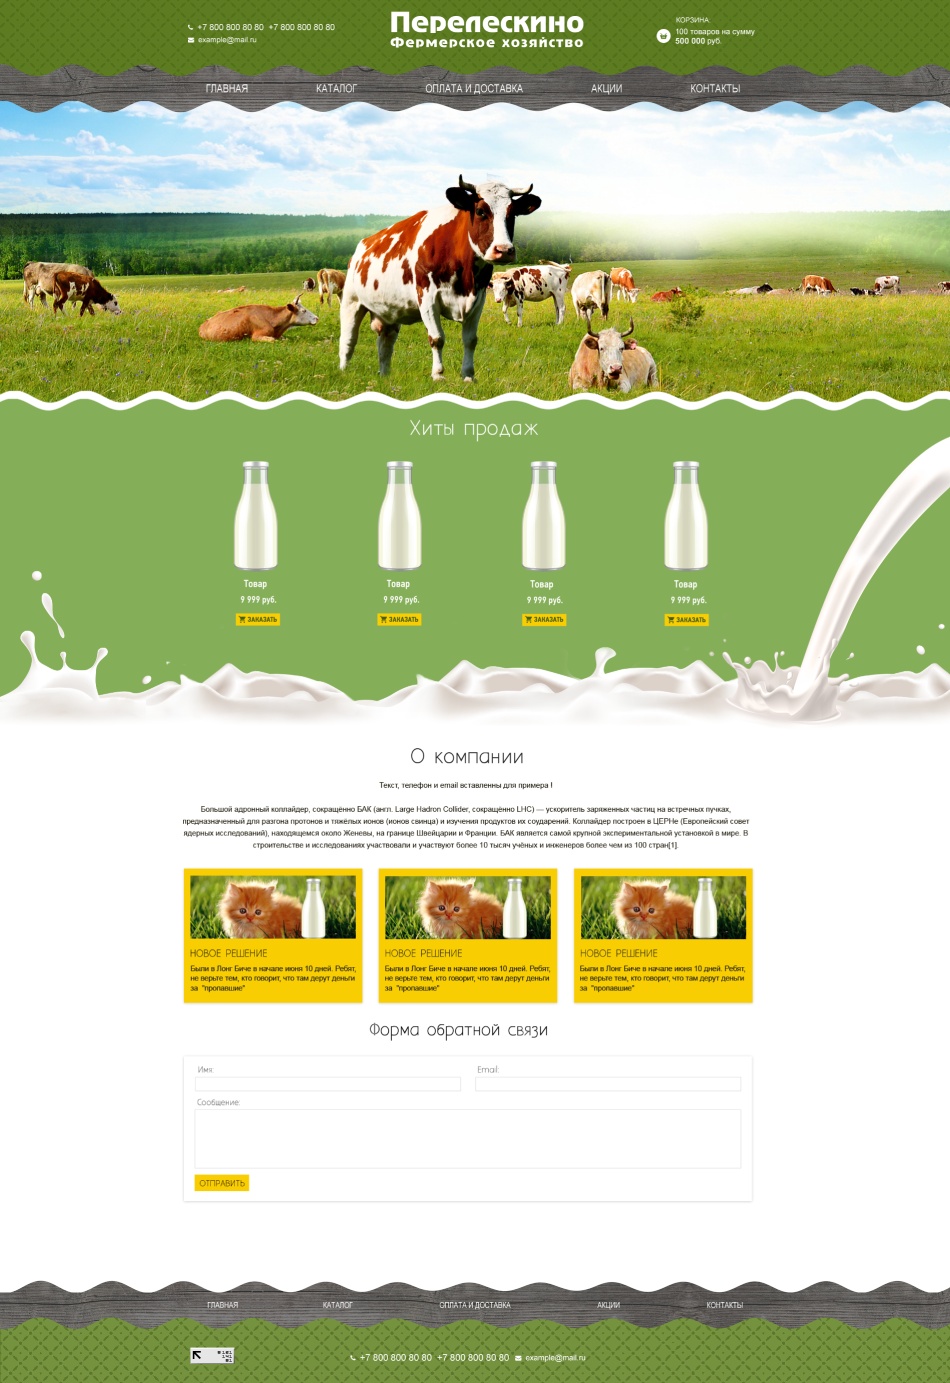 +7 800 800 80 80 +7 800 800 80 80
example@mail.ru
Перелескино
Фермерское хозяйство
КОРЗИНА:
100 товаров на сумму
500 000 руб.
ГЛАВНАЯ КАТАЛОГ ОПЛАТА И ДОСТАВКА АКЦИИ КОНТАКТЫ
Хиты продаж
Товар Товар Товар Товар
9 999 руб. 9 999 руб. 9 999 руб. 9 999 руб.
ЗАКАЗАТЬ ЗАКАЗАТЬ ЗАКАЗАТЬ ЗАКАЗАТЬ
О компании
Текст, телефон и email вставленны для примера !
Большой адронный коллайдер, сокращённо БАК (англ. Large Hadron Collider, сокращённо LHC) — ускоритель заряженных частиц на встречных пучках,
предназначенный для разгона протонов и тяжёлых ионов (ионов свинца) и изучения продуктов их соударений. Коллайдер построен в ЦЕРНе (Европейский совет
ядерных исследований), находящемся около Женевы, на границе Швейцарии и Франции. БАК является самой крупной экспериментальной установкой в мире. В
строительстве и исследованиях участвовали и участвуют более 10 тысяч учёных и инженеров более чем из 100 стран[1].
НОВОЕ РЕШЕНИЕ
Были в Лонг Биче в начале июня 10 дней. Ребят,
не верьте тем, кто говорит, что там дерут деньги
за "пропавшие"
НОВОЕ РЕШЕНИЕ
Были в Лонг Биче в начале июня 10 дней. Ребят,
не верьте тем, кто говорит, что там дерут деньги
за "пропавшие"
НОВОЕ РЕШЕНИЕ
Были в Лонг Биче в начале июня 10 дней. Ребят,
не верьте тем, кто говорит, что там дерут деньги
за "пропавшие"
Форма обратной связи
Имя: Email:
Сообщение:
ОТПРАВИТЬ
ГЛАВНАЯ КАТАЛОГ ОПЛАТА И ДОСТАВКА АКЦИИ КОНТАКТЫ
+7 800 800 80 80 +7 800 800 80 80 example@mail.ru